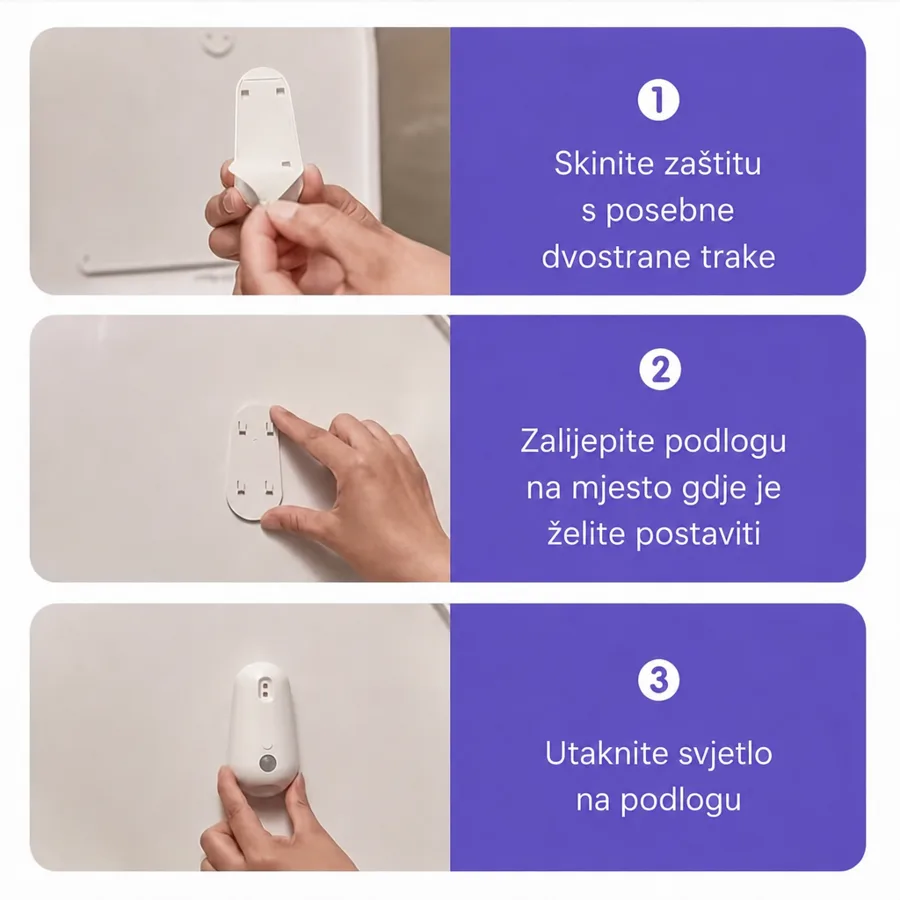 1
Skinite zaštitu
s posebne
dvostrane trake
2
Zalijepite podlogu
na mjesto gdje je
želite postaviti
3
Utaknite svjetlo
na podlogu